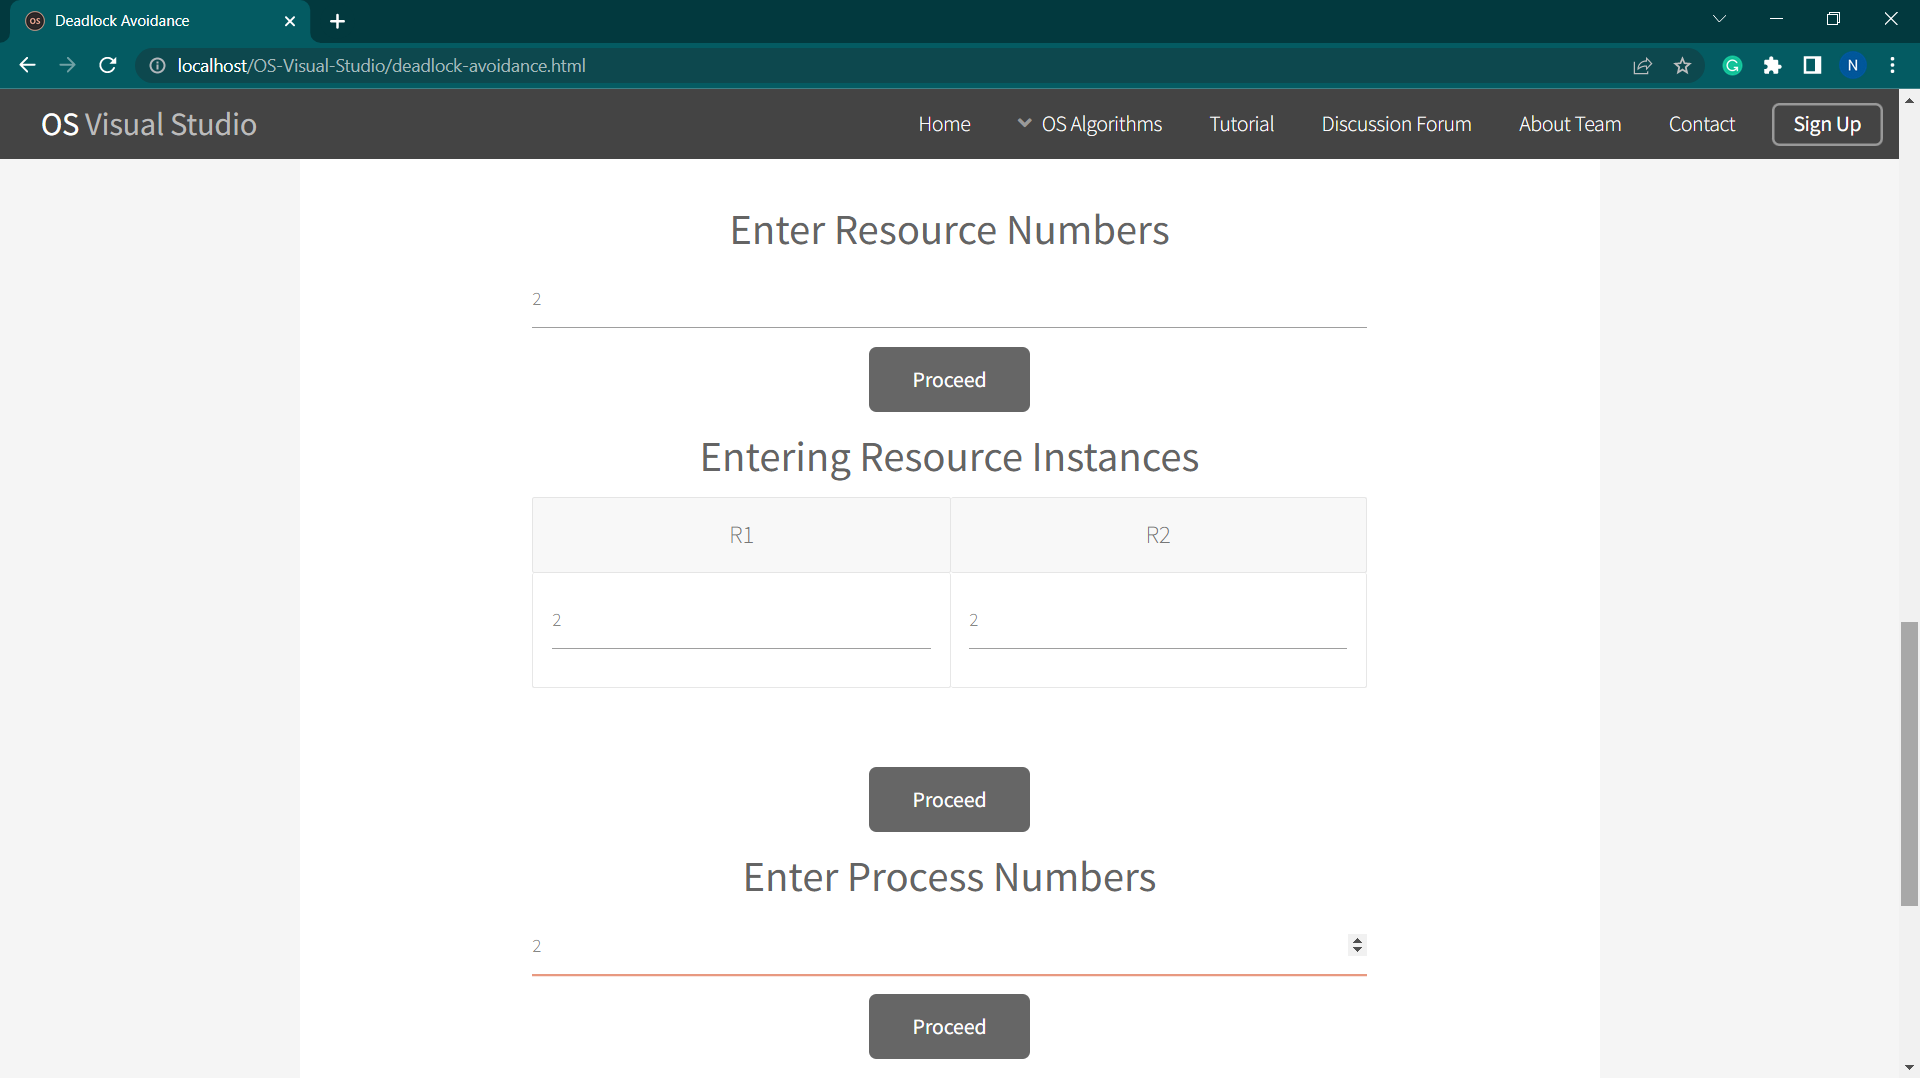 Deadlock Avoidance
localhost/OS-Visual-Studio/deadlock-avoidance.html
N
OS Visual Studio
Home
OS Algorithms
Tutorial
Discussion Forum
About Team
Contact
Sign Up
Enter Resource Numbers
2
Proceed
Entering Resource Instances
R1 R2
2 2
Proceed
Enter Process Numbers
2
Proceed